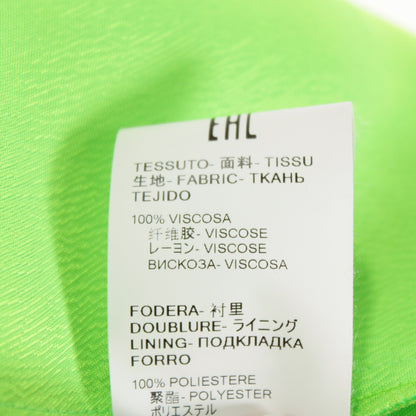 EAC
TESSUTO- 面料- TISSU
生地- FABRIC- ТКАНЬ
TEJIDO
100% VISCOSA
纤维胶- VISCOSE
レーヨン- VISCOSE
ВИСКОЗА- VISCOSE
FODERA- 衬里
DOUBLURE- ライニング
LINING- ПОДКЛАДКА
FORRO
100% POLIESTERE
聚酯- POLYESTER
ポリエステル